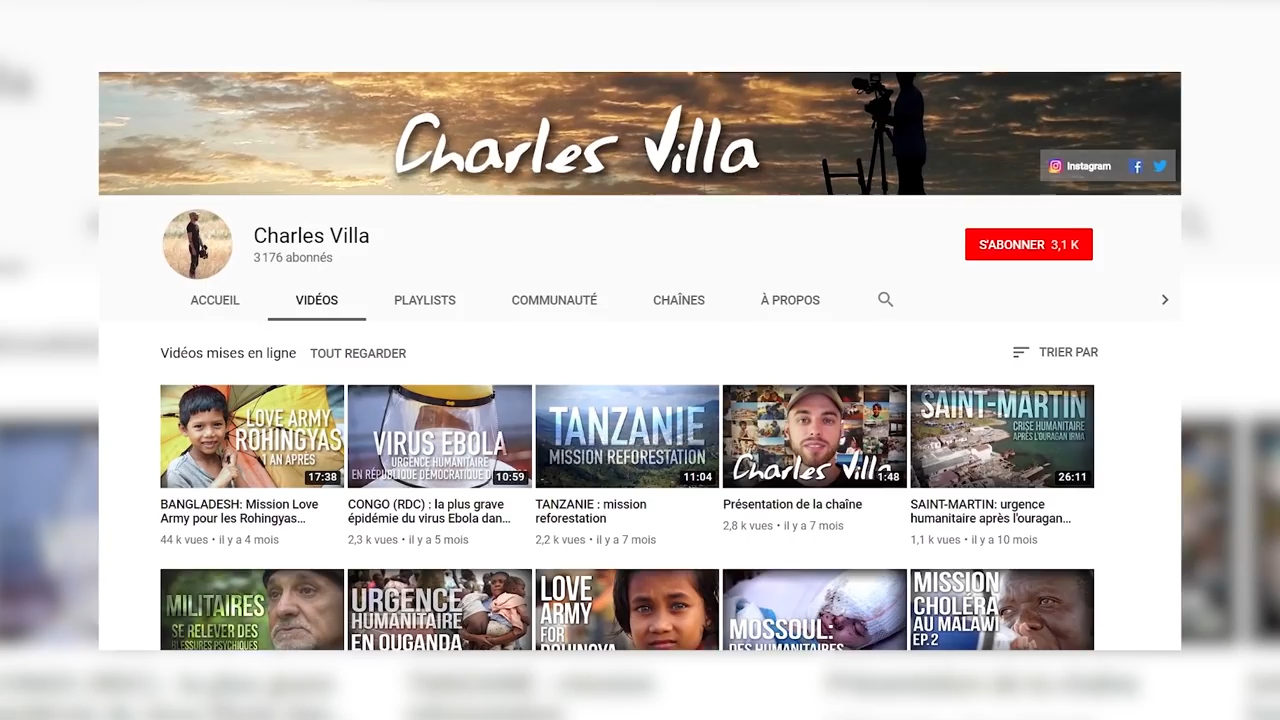 Charles Villa
Instagram
Charles Villa
3 176 abonnés
S'ABONNER 3,1 K
ACCUEIL VIDÉOS PLAYLISTS COMMUNAUTÉ CHAÎNES À PROPOS
Vidéos mises en ligne TOUT REGARDER
TRIER PAR
LOVE ARMY
ROHINGYAS
1 AN APRÈS
17:38
VIRUS EBOLA
URGENCE HUMANITAIRE
EN RÉPUBLIQUE DÉMOCRATIQUE D
10:59
TANZANIE
MISSION REFORESTATION
11:04
Charles Villa
1:48
SAINT-MARTIN
CRISE HUMANITAIRE
APRÈS L'OURAGAN IRMA
26:11
BANGLADESH: Mission Love
Army pour les Rohingyas...
44 k vues • il y a 4 mois
CONGO (RDC) : la plus grave
épidémie du virus Ebola dan...
2,3 k vues • il y a 5 mois
TANZANIE : mission
reforestation
2,2 k vues • il y a 7 mois
Présentation de la chaîne
2,8 k vues • il y a 7 mois
SAINT-MARTIN: urgence
humanitaire après l'ouragan...
1,1 k vues • il y a 10 mois
MILITAIRES
SE RELEVER DES
BLESSURES PSYCHIQUES
URGENCE
HUMANITAIRE
EN OUGANDA
LOVE
ARMY
FOR
ROHINGYA
MOSSOUL:
DES HUMANITAIRES
MISSION
CHOLÉRA
AU MALAWI
EP.2